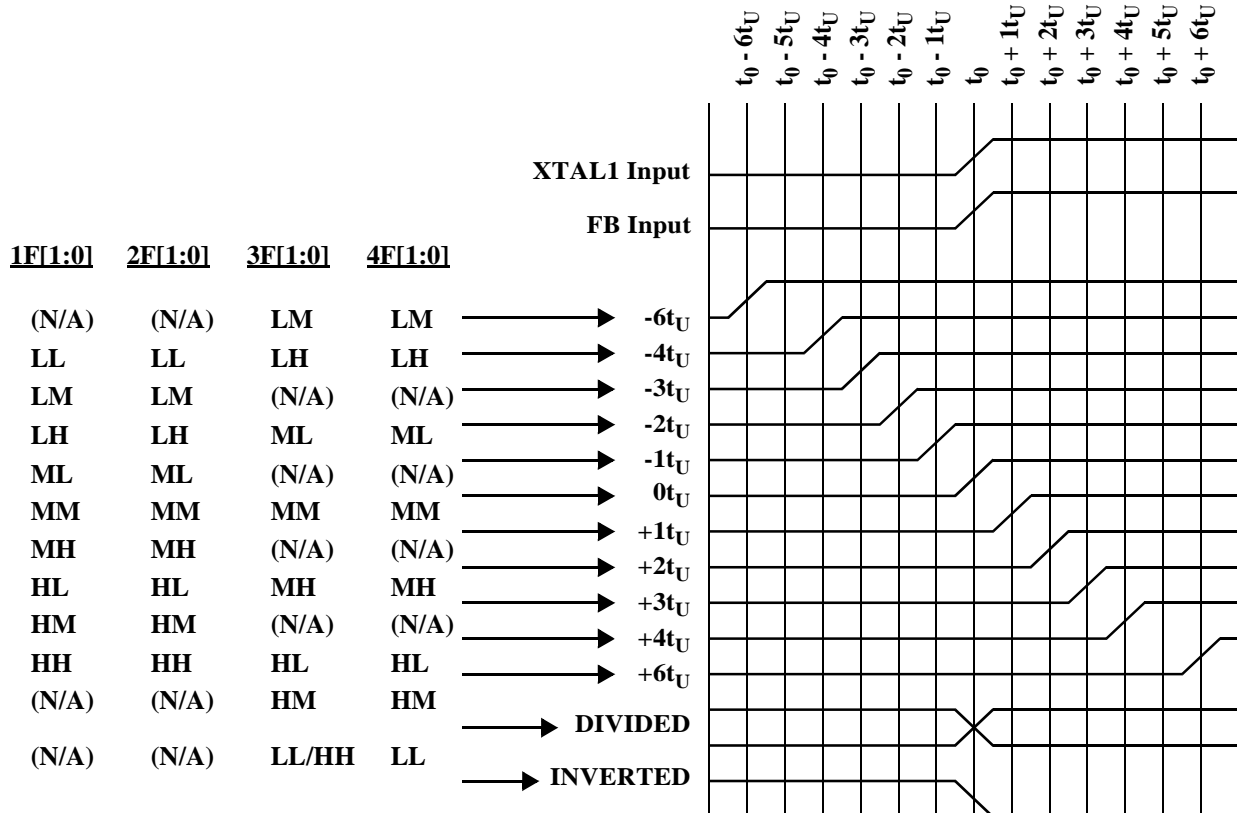 t0 - 6tU
t0 - 5tU
t0 - 4tU
t0 - 3tU
t0 - 2tU
t0 - 1tU
t0
t0 + 1tU
t0 + 2tU
t0 + 3tU
t0 + 4tU
t0 + 5tU
t0 + 6tU
XTAL1 Input
FB Input
1F[1:0] 2F[1:0] 3F[1:0] 4F[1:0]
(N/A) (N/A) LM LM -6tU
LL LL LH LH -4tU
LM LM (N/A) (N/A) -3tU
LH LH ML ML -2tU
ML ML (N/A) (N/A) -1tU
MM MM MM MM 0tU
MH MH (N/A) (N/A) +1tU
HL HL MH MH +2tU
HM HM (N/A) (N/A) +3tU
HH HH HL HL +4tU
(N/A) (N/A) HM HM +6tU
DIVIDED
(N/A) (N/A) LL/HH LL
INVERTED